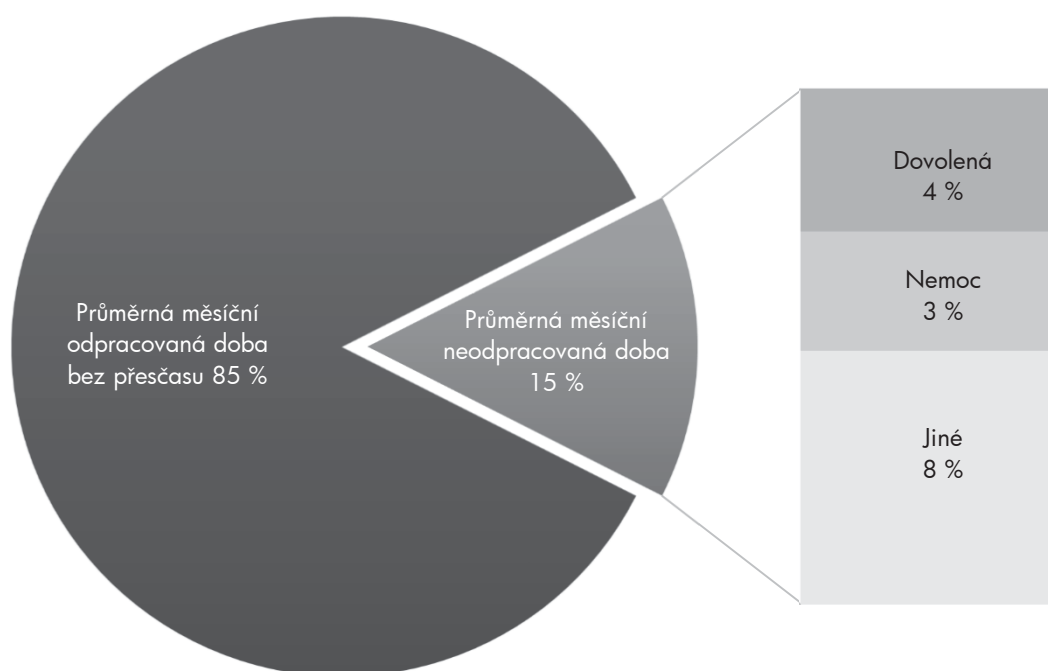 Průměrná měsíční
odpracovaná doba
bez přesčasu 85 %
Průměrná měsíční
neodpracovaná doba
15 %
Dovolená
4 %
Nemoc
3 %
Jiné
8 %